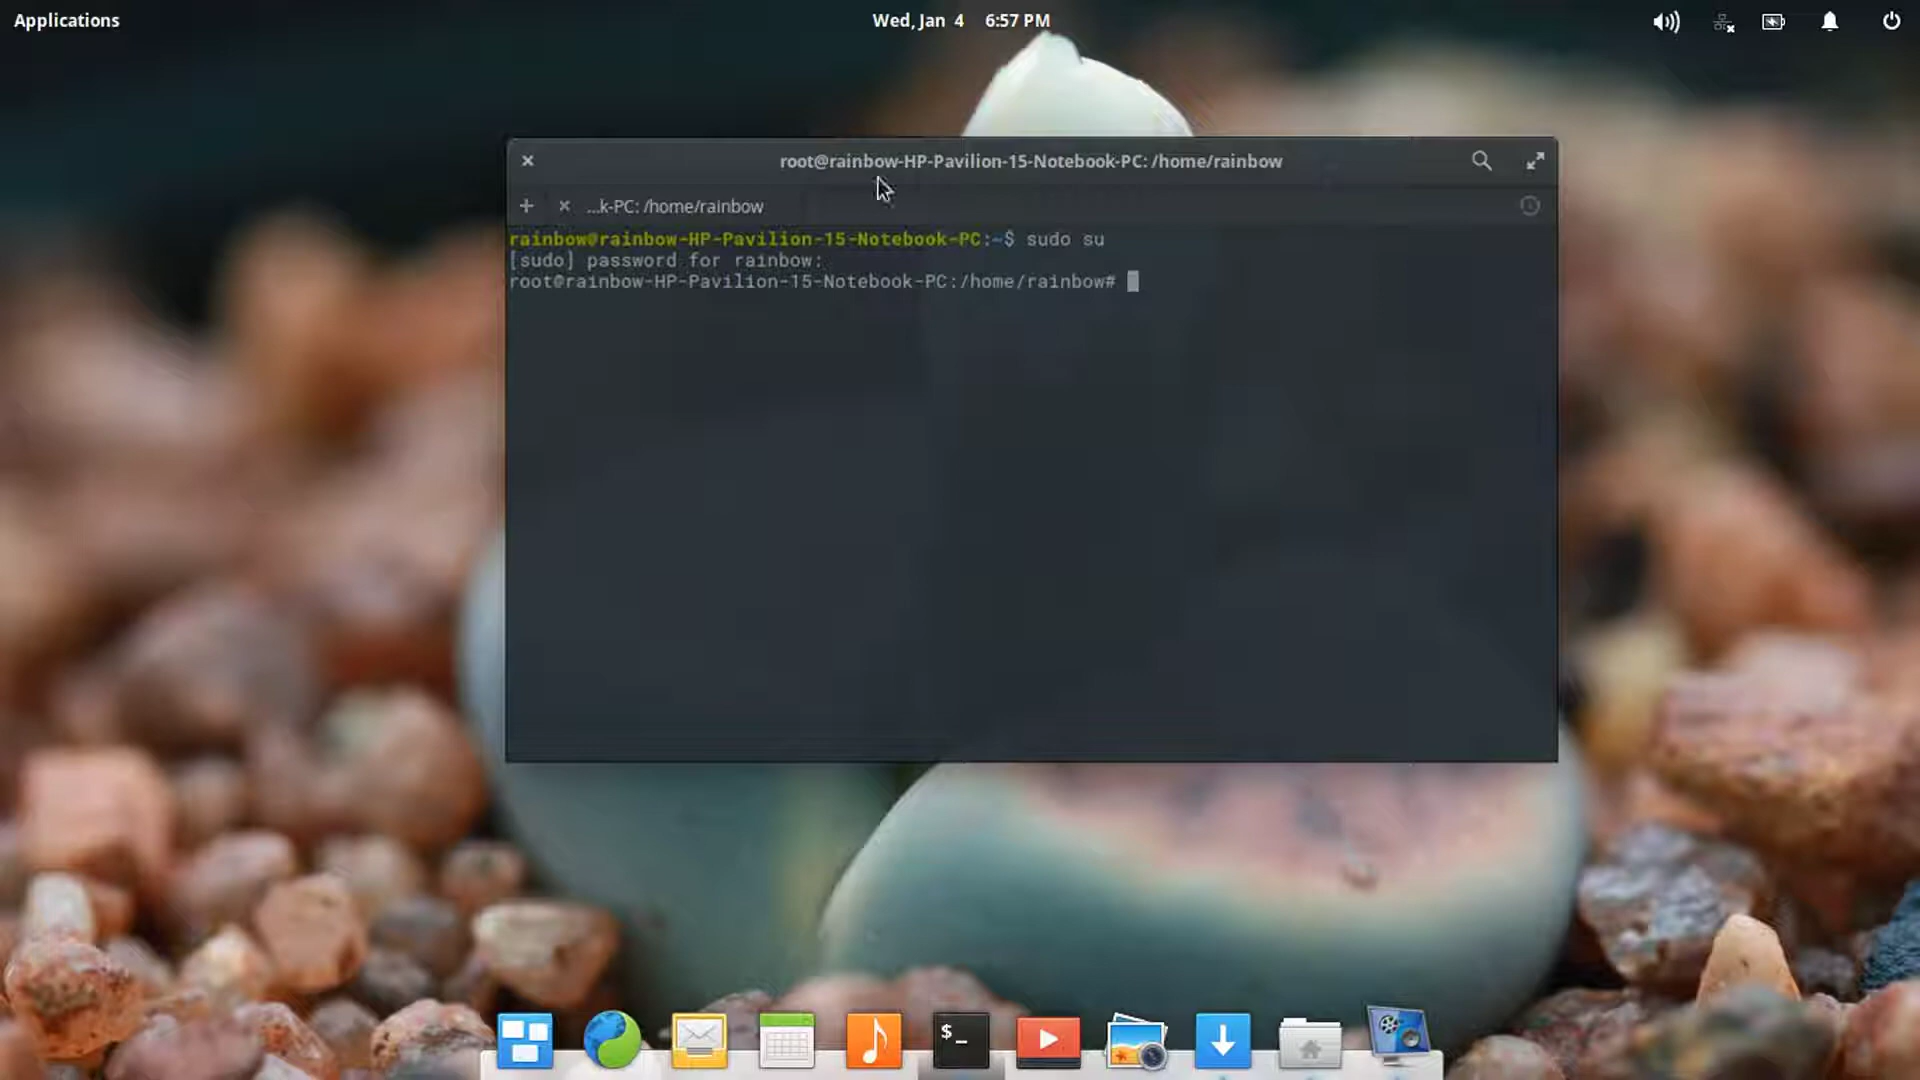 Applications
Wed, Jan 4 6:57 PM
root@rainbow-HP-Pavilion-15-Notebook-PC: /home/rainbow
...k-PC: /home/rainbow
rainbow@rainbow-HP-Pavilion-15-Notebook-PC:~$ sudo su
[sudo] password for rainbow:
root@rainbow-HP-Pavilion-15-Notebook-PC:/home/rainbow#
$ _